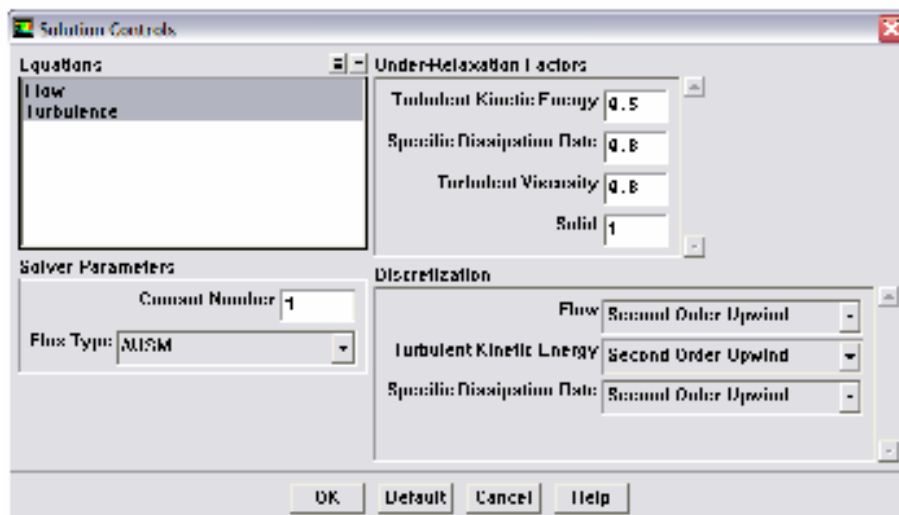 Solution Controls
Equations
Flow
Turbulence
Under-Relaxation Factors
Turbulent Kinetic Energy 0.5
Specific Dissipation Rate 0.8
Turbulent Viscosity 0.8
Solid 1
Solver Parameters
Courant Number 1
Flux Type AUSM
Discretization
Flow Second Order Upwind
Turbulent Kinetic Energy Second Order Upwind
Specific Dissipation Rate Second Order Upwind
OK Default Cancel Help